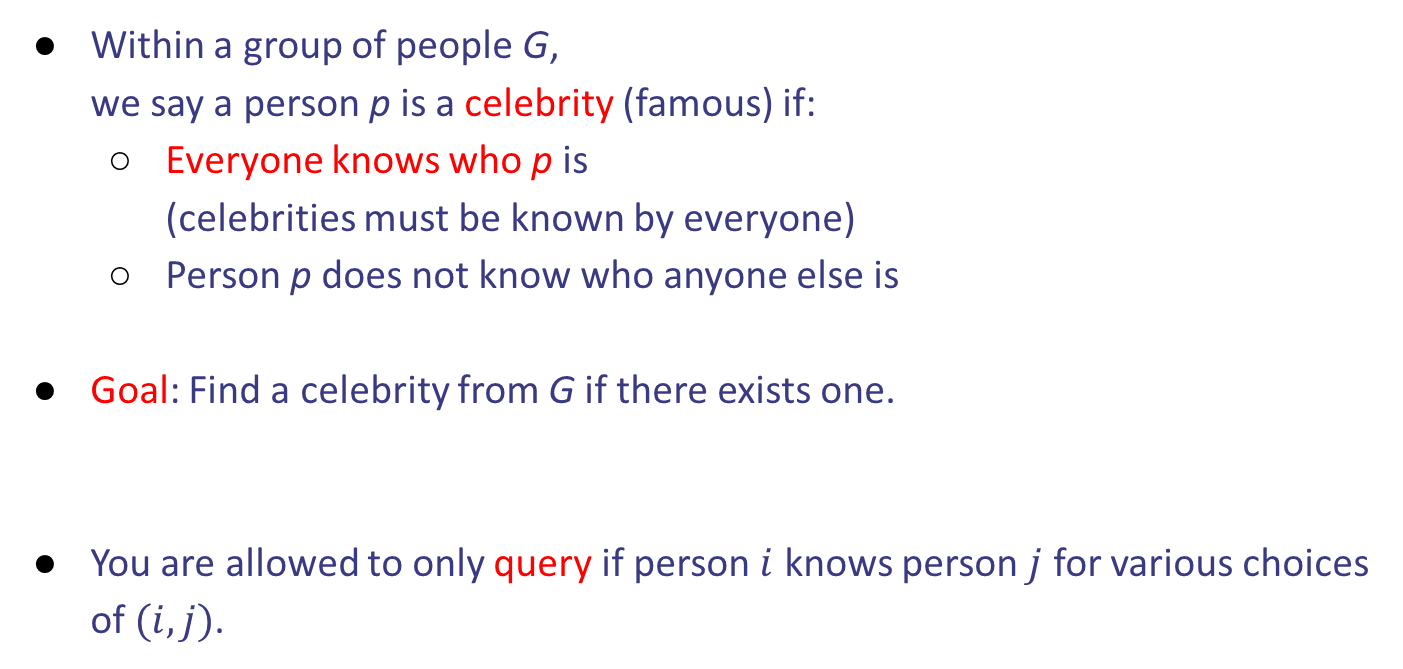 ● Within a group of people G,
we say a person p is a celebrity (famous) if:
○ Everyone knows who p is
(celebrities must be known by everyone)
○ Person p does not know who anyone else is
● Goal: Find a celebrity from G if there exists one.
● You are allowed to only query if person i knows person j for various choices
of (i, j).